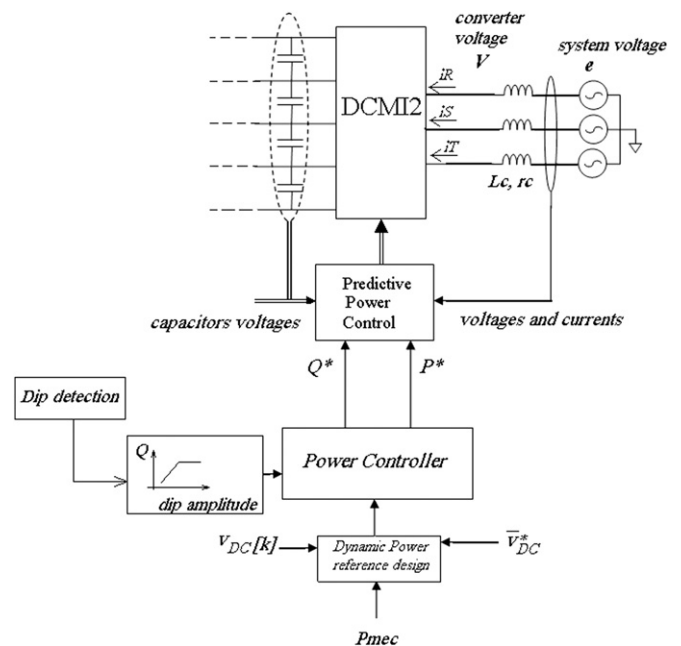 converter
voltage
V
system voltage
e
DCMI2
iR
iS
iT
Lc, rc
Predictive
Power
Control
capacitors voltages
voltages and currents
Q*
P*
Dip detection
Q
dip amplitude
Power Controller
vDC[k]
Dynamic Power
reference design
v̅*DC
Pmec